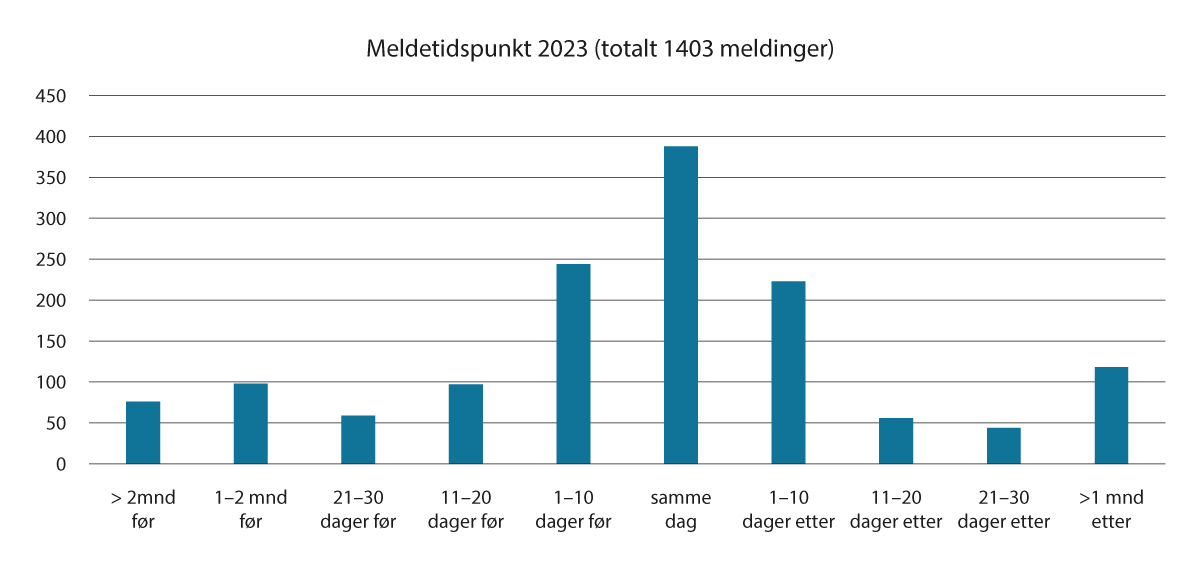 Meldetidspunkt 2023 (totalt 1403 meldinger)
450
400
350
300
250
200
150
100
50
0
> 2mnd
før
1–2 mnd
før
21–30
dager før
11–20
dager før
1–10
dager før
samme
dag
1–10
dager etter
11–20
dager etter
21–30
dager etter
>1 mnd
etter